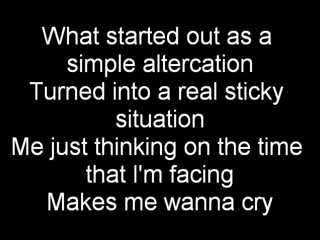 What started out as a
simple altercation
Turned into a real sticky
situation
Me just thinking on the time
that I'm facing
Makes me wanna cry